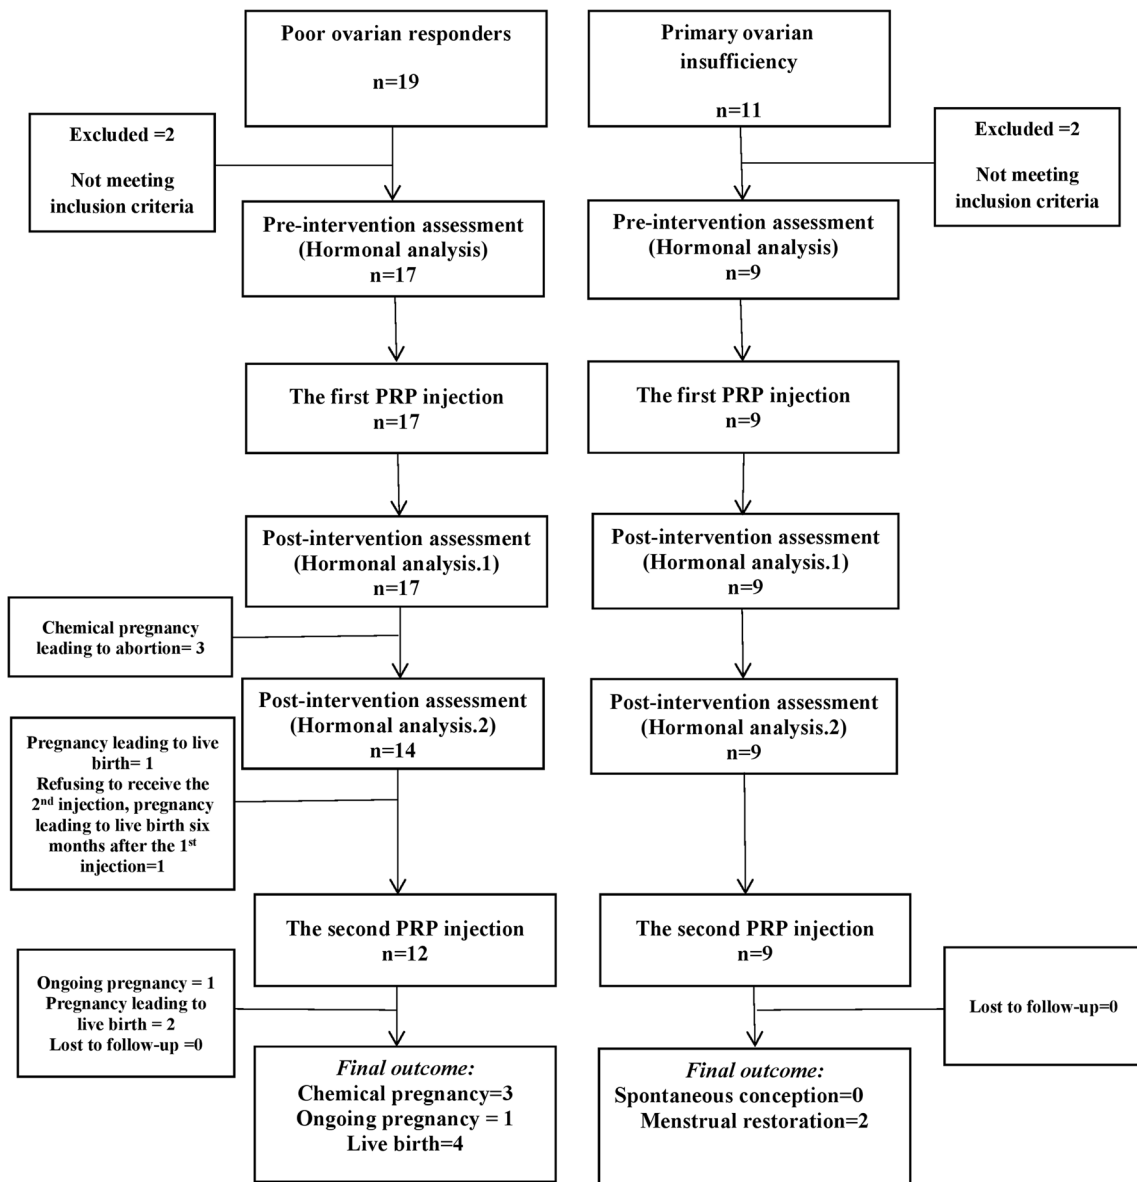 Poor ovarian responders
n=19
Primary ovarian
insufficiency
n=11
Excluded =2
Not meeting
inclusion criteria
Excluded =2
Not meeting
inclusion criteria
Pre-intervention assessment
(Hormonal analysis)
n=17
Pre-intervention assessment
(Hormonal analysis)
n=9
The first PRP injection
n=17
The first PRP injection
n=9
Post-intervention assessment
(Hormonal analysis.1)
n=17
Post-intervention assessment
(Hormonal analysis.1)
n=9
Chemical pregnancy
leading to abortion= 3
Post-intervention assessment
(Hormonal analysis.2)
n=14
Post-intervention assessment
(Hormonal analysis.2)
n=9
Pregnancy leading to live
birth= 1
Refusing to receive the
2nd injection, pregnancy
leading to live birth six
months after the 1st
injection=1
The second PRP injection
n=12
The second PRP injection
n=9
Ongoing pregnancy = 1
Pregnancy leading to
live birth = 2
Lost to follow-up =0
Lost to follow-up=0
Final outcome:
Chemical pregnancy=3
Ongoing pregnancy = 1
Live birth=4
Final outcome:
Spontaneous conception=0
Menstrual restoration=2